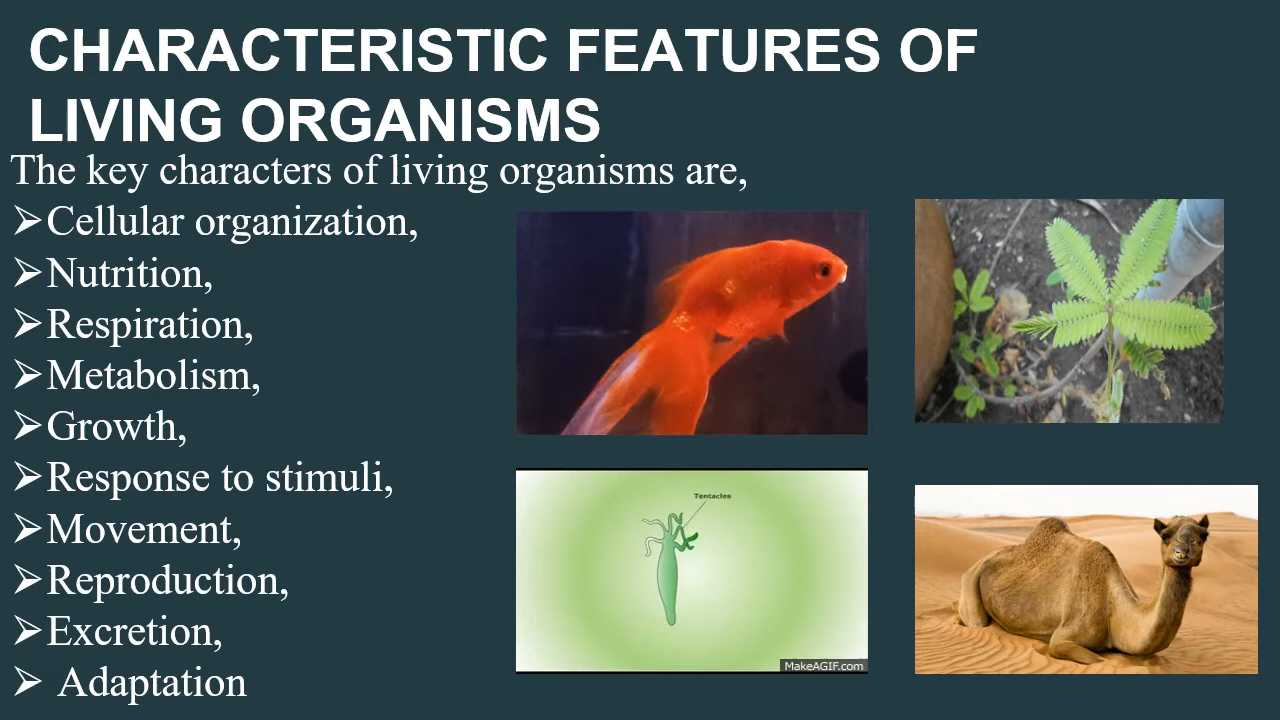 CHARACTERISTIC FEATURES OF
LIVING ORGANISMS
The key characters of living organisms are,
➢Cellular organization,
➢Nutrition,
➢Respiration,
➢Metabolism,
➢Growth,
➢Response to stimuli,
➢Movement,
➢Reproduction,
➢Excretion,
➢ Adaptation
Tentacles
MakeAGIF.com